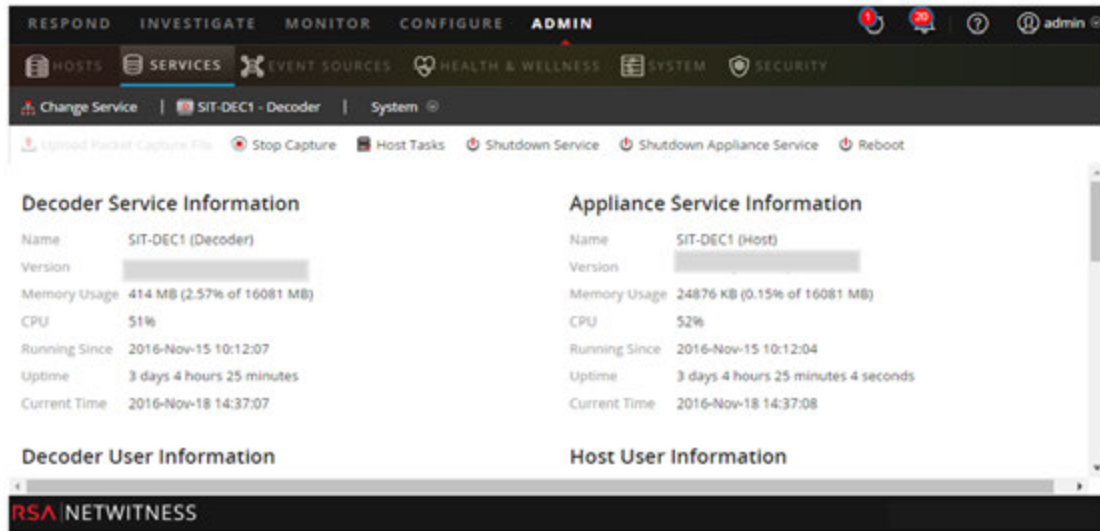 RESPOND INVESTIGATE MONITOR CONFIGURE ADMIN 1 20 ? admin
HOSTS SERVICES EVENT SOURCES HEALTH & WELLNESS SYSTEM SECURITY
Change Service | SIT-DEC1 - Decoder | System
Upload Packet Capture File Stop Capture Host Tasks Shutdown Service Shutdown Appliance Service Reboot
Decoder Service Information
Name SIT-DEC1 (Decoder)
Version
Memory Usage 414 MB (2.57% of 16081 MB)
CPU 51%
Running Since 2016-Nov-15 10:12:07
Uptime 3 days 4 hours 25 minutes
Current Time 2016-Nov-18 14:37:07
Decoder User Information
Appliance Service Information
Name SIT-DEC1 (Host)
Version
Memory Usage 24876 KB (0.15% of 16081 MB)
CPU 52%
Running Since 2016-Nov-15 10:12:04
Uptime 3 days 4 hours 25 minutes 4 seconds
Current Time 2016-Nov-18 14:37:08
Host User Information
RSA NETWITNESS